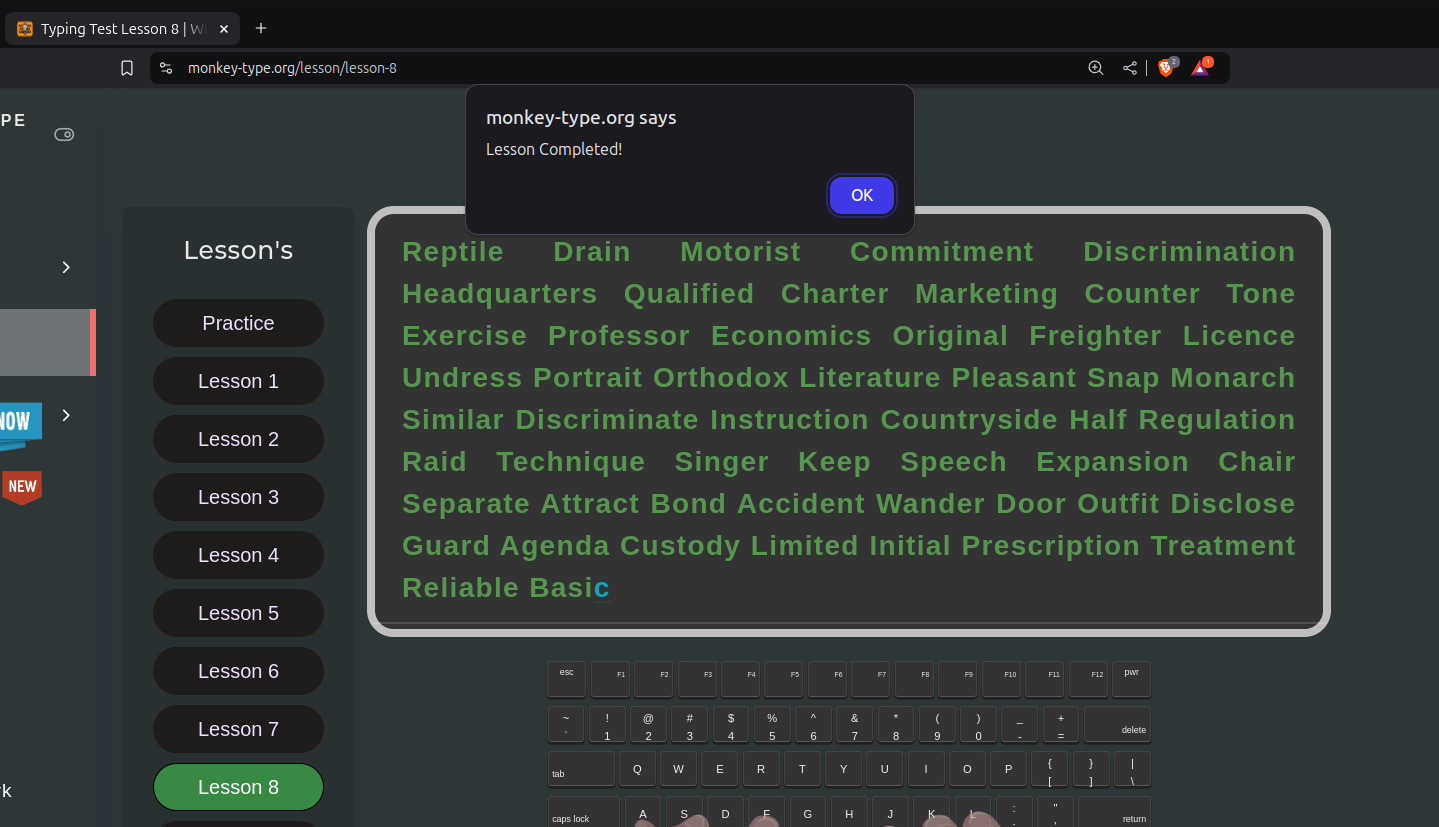 Typing Test Lesson 8 | Wi
monkey-type.org/lesson/lesson-8
2
1
monkey-type.org says
Lesson Completed!
OK
PE
NOW
NEW
rk
Lesson's
Practice
Lesson 1
Lesson 2
Lesson 3
Lesson 4
Lesson 5
Lesson 6
Lesson 7
Lesson 8
Reptile Drain Motorist Commitment Discrimination
Headquarters Qualified Charter Marketing Counter Tone
Exercise Professor Economics Original Freighter Licence
Undress Portrait Orthodox Literature Pleasant Snap Monarch
Similar Discriminate Instruction Countryside Half Regulation
Raid Technique Singer Keep Speech Expansion Chair
Separate Attract Bond Accident Wander Door Outfit Disclose
Guard Agenda Custody Limited Initial Prescription Treatment
Reliable Basic
esc F1 F2 F3 F4 F5 F6 F7 F8 F9 F10 F11 F12 pwr
~ ! @ # $ % ^ & * ( ) _ +
` 1 2 3 4 5 6 7 8 9 0 - = delete
tab Q W E R T Y U I O P { } |
[ ] \
caps lock A S D F G H J K L : " return